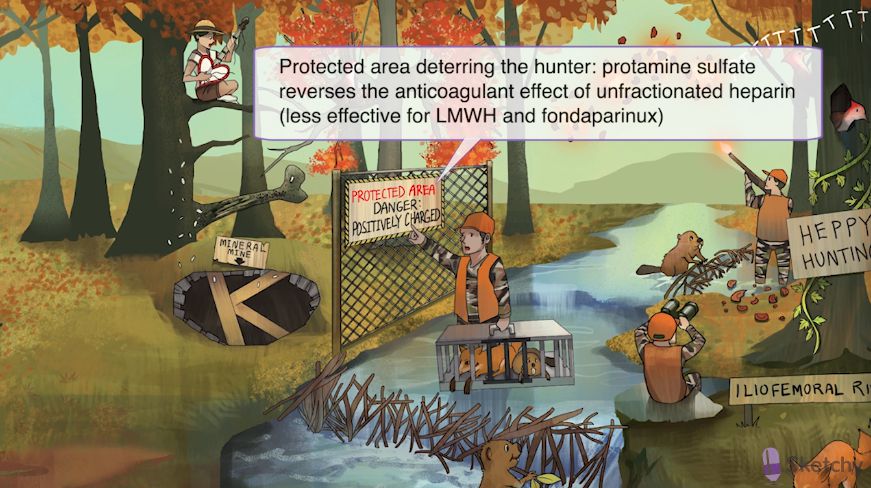 Protected area deterring the hunter: protamine sulfate
reverses the anticoagulant effect of unfractionated heparin
(less effective for LMWH and fondaparinux)
TTTTTT
PROTECTED AREA
DANGER:
POSITIVELY CHARGED
MINERAL
MINE
K
HEPPY
HUNTING
ILIOFEMORAL RI
Sketchy